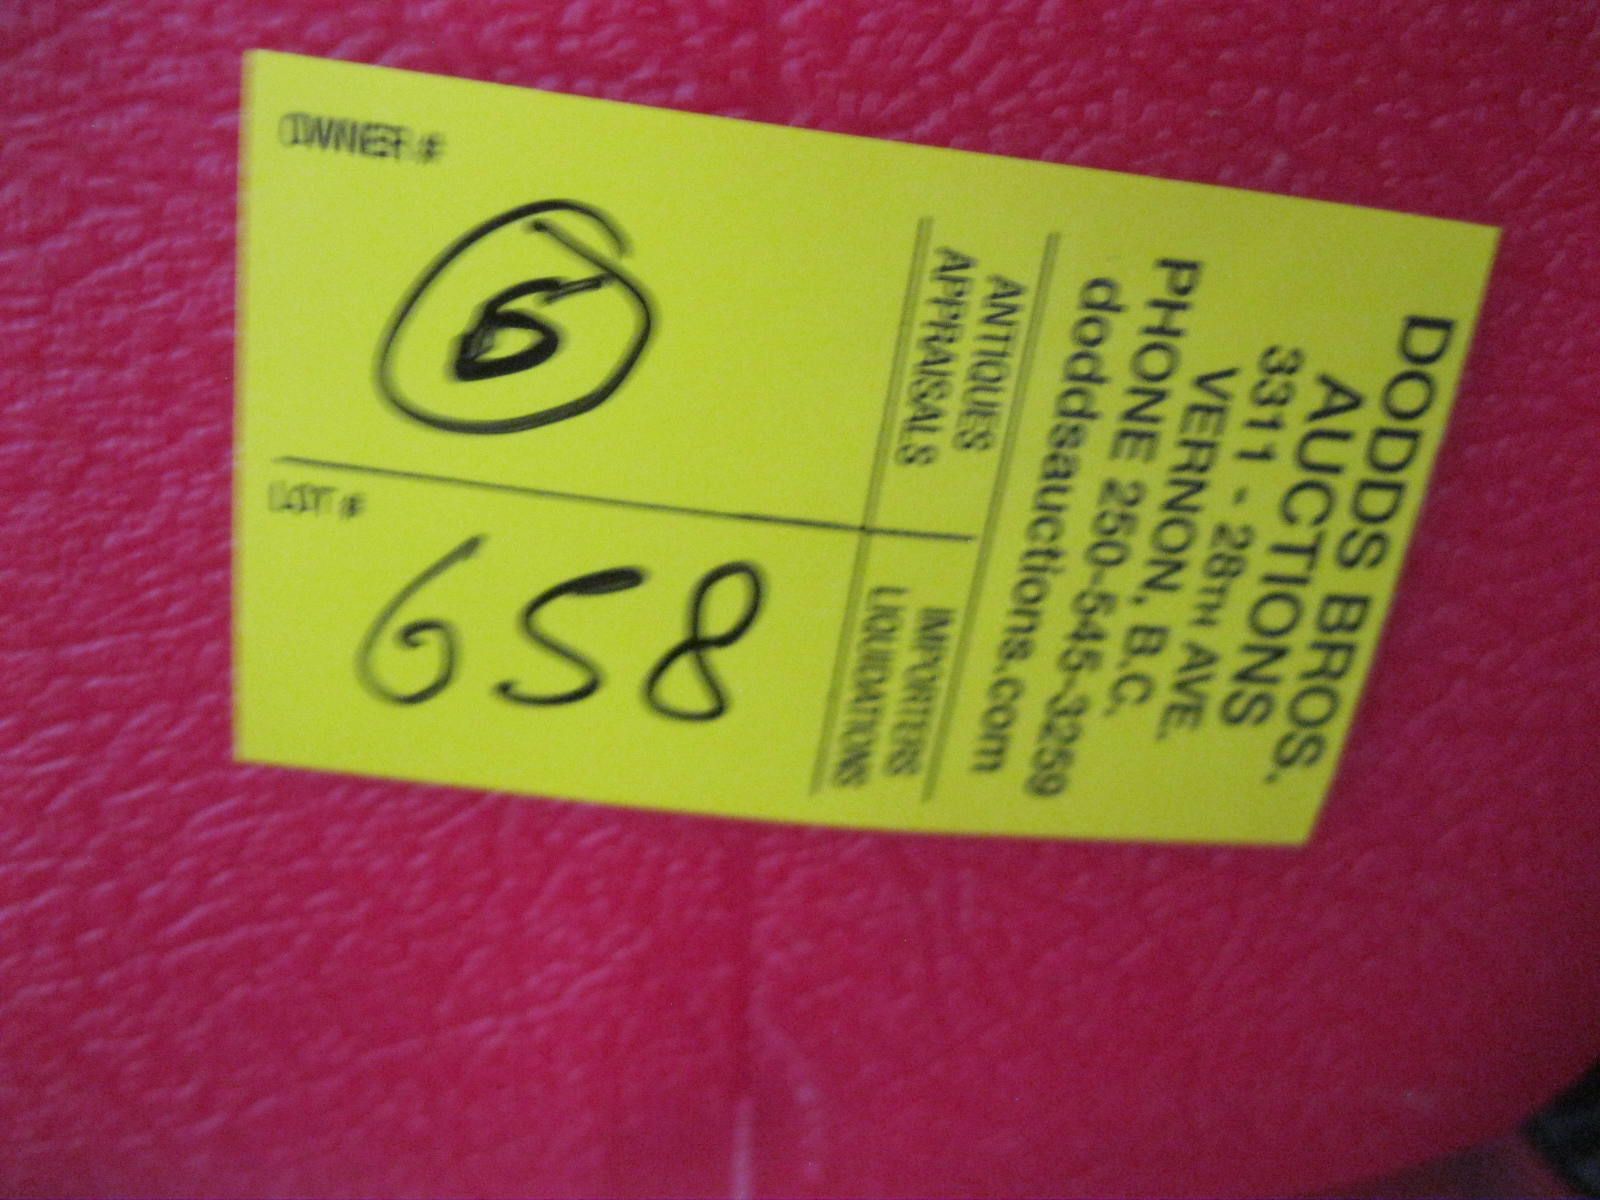 DODDS BROS.
AUCTIONS
3311 - 28TH AVE.
VERNON, B.C.
PHONE 250-545-3259
doddsauctions.com
ANTIQUES
APPRAISALS
IMPORTERS
LIQUIDATIONS
OWNER #
LOT #
658